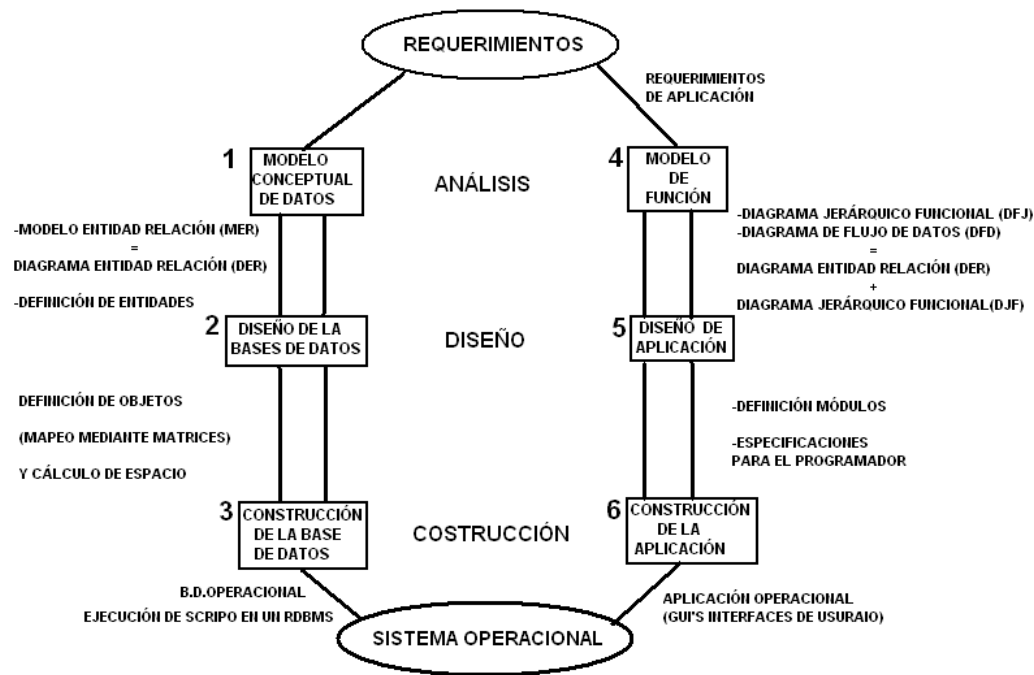 REQUERIMIENTOS
REQUERIMIENTOS
DE APLICACIÓN
1
MODELO
CONCEPTUAL
DE DATOS
ANÁLISIS
4
MODELO
DE
FUNCIÓN
-MODELO ENTIDAD RELACIÓN (MER)
=
DIAGRAMA ENTIDAD RELACIÓN (DER)
-DEFINICIÓN DE ENTIDADES
-DIAGRAMA JERÁRQUICO FUNCIONAL (DFJ)
-DIAGRAMA DE FLUJO DE DATOS (DFD)
=
DIAGRAMA ENTIDAD RELACIÓN (DER)
+
DIAGRAMA JERÁRQUICO FUNCIONAL(DJF)
2
DISEÑO DE LA
BASES DE DATOS
DISEÑO
5
DISEÑO DE
APLICACIÓN
DEFINICIÓN DE OBJETOS
(MAPEO MEDIANTE MATRICES)
Y CÁLCULO DE ESPACIO
-DEFINICIÓN MÓDULOS
-ESPECIFICACIONES
PARA EL PROGRAMADOR
3
CONSTRUCCIÓN
DE LA BASE
DE DATOS
COSTRUCCIÓN
6
CONSTRUCCIÓN
DE LA
APLICACIÓN
B.D.OPERACIONAL
EJECUCIÓN DE SCRIPO EN UN RDBMS
APLICACIÓN OPERACIONAL
(GUI'S INTERFACES DE USURAIO)
SISTEMA OPERACIONAL